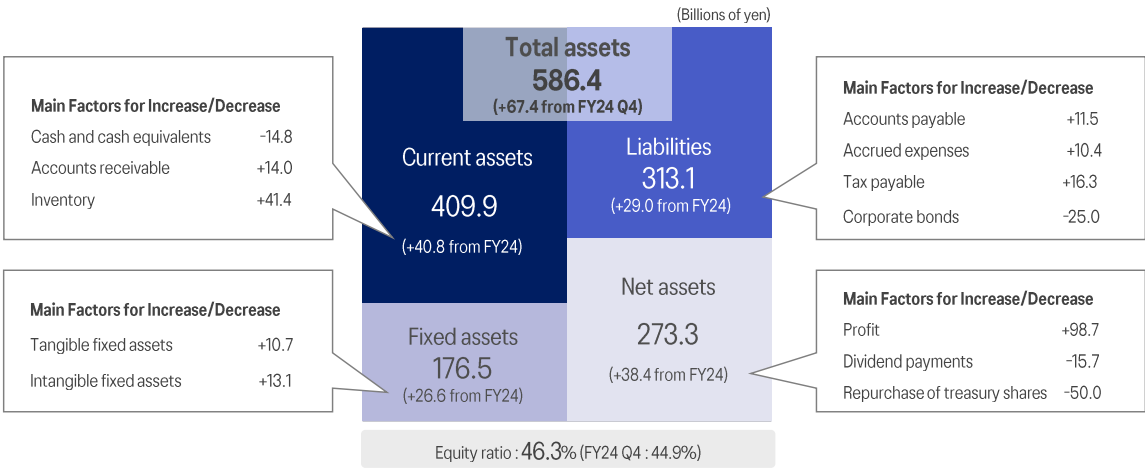 (Billions of yen)
Total assets
586.4
(+67.4 from FY24 Q4)
Main Factors for Increase/Decrease
Cash and cash equivalents -14.8
Accounts receivable +14.0
Inventory +41.4
Current assets
409.9
(+40.8 from FY24)
Liabilities
313.1
(+29.0 from FY24)
Main Factors for Increase/Decrease
Accounts payable +11.5
Accrued expenses +10.4
Tax payable +16.3
Corporate bonds -25.0
Main Factors for Increase/Decrease
Tangible fixed assets +10.7
Intangible fixed assets +13.1
Fixed assets
176.5
(+26.6 from FY24)
Net assets
273.3
(+38.4 from FY24)
Main Factors for Increase/Decrease
Profit +98.7
Dividend payments -15.7
Repurchase of treasury shares -50.0
Equity ratio : 46.3% (FY24 Q4 : 44.9%)